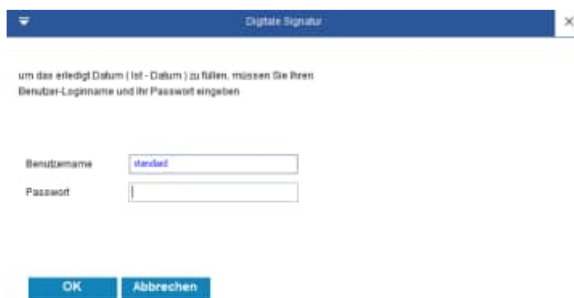 Digitale Signatur
um das erledigt Datum ( Ist - Datum ) zu füllen, müssen Sie Ihren
Benutzer-Loginname und ihr Passwort eingeben
Benutzername standard
Passwort
OK Abbrechen